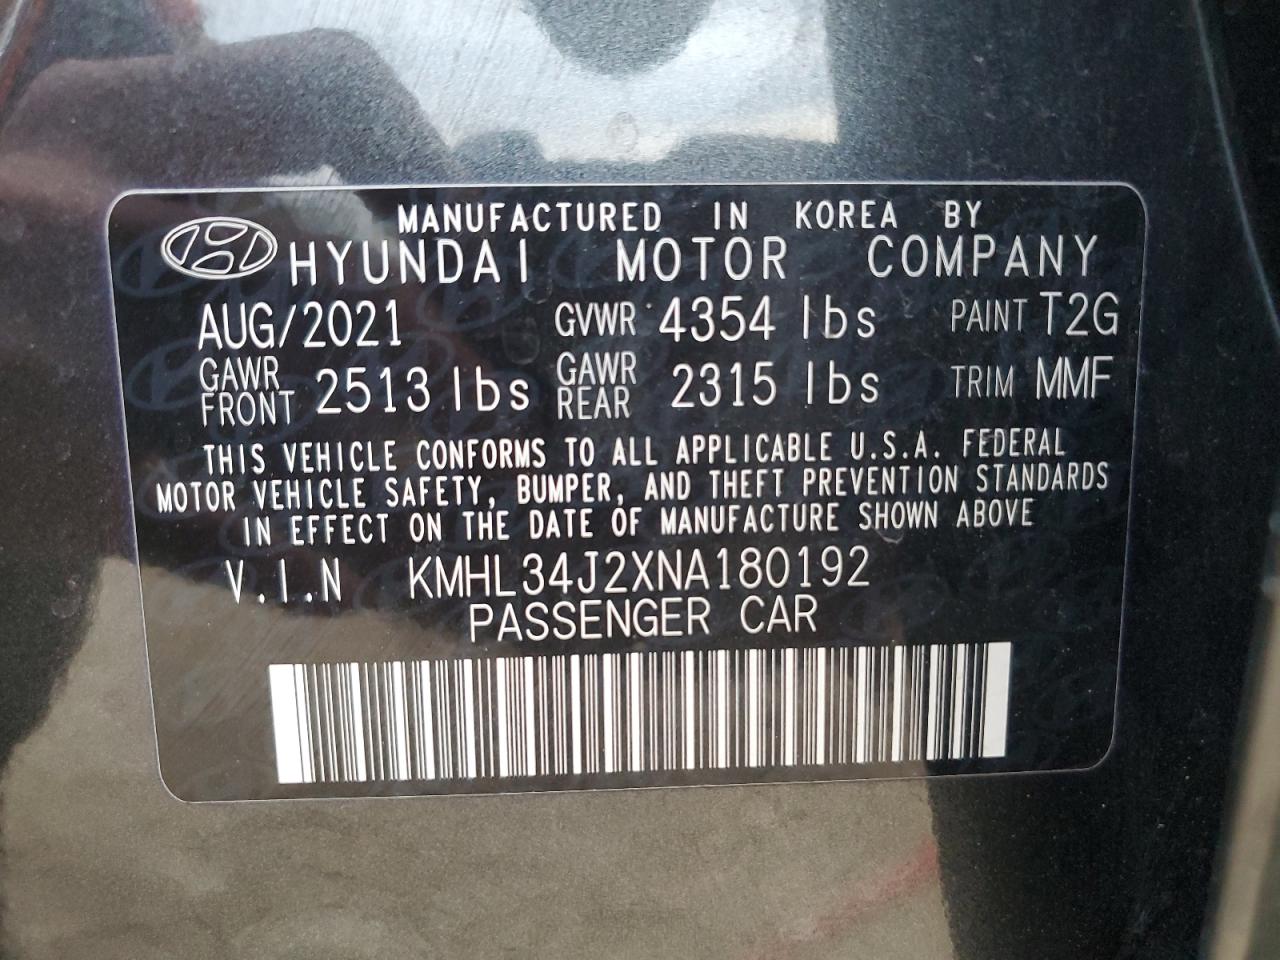 MANUFACTURED IN KOREA BY
HYUNDAI MOTOR COMPANY
AUG/2021 GVWR 4354 lbs PAINT T2G
GAWR FRONT 2513 lbs GAWR REAR 2315 lbs TRIM MMF
THIS VEHICLE CONFORMS TO ALL APPLICABLE U.S.A. FEDERAL
MOTOR VEHICLE SAFETY, BUMPER, AND THEFT PREVENTION STANDARDS
IN EFFECT ON THE DATE OF MANUFACTURE SHOWN ABOVE
V.I.N KMHL34J2XNA180192
PASSENGER CAR